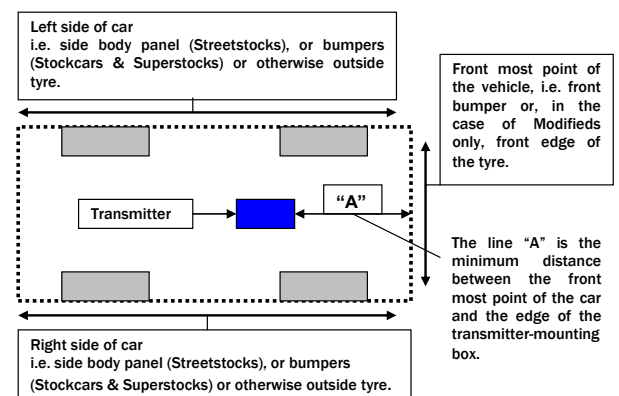 Left side of car
i.e. side body panel (Streetstocks), or bumpers
(Stockcars & Superstocks) or otherwise outside
tyre.
Front most point of
the vehicle, i.e. front
bumper or, in the
case of Modifieds
only, front edge of
the tyre.
Transmitter
“A”
The line “A” is the
minimum distance
between the front
most point of the car
and the edge of the
transmitter-mounting
box.
Right side of car
i.e. side body panel (Streetstocks), or bumpers
(Stockcars & Superstocks) or otherwise outside tyre.